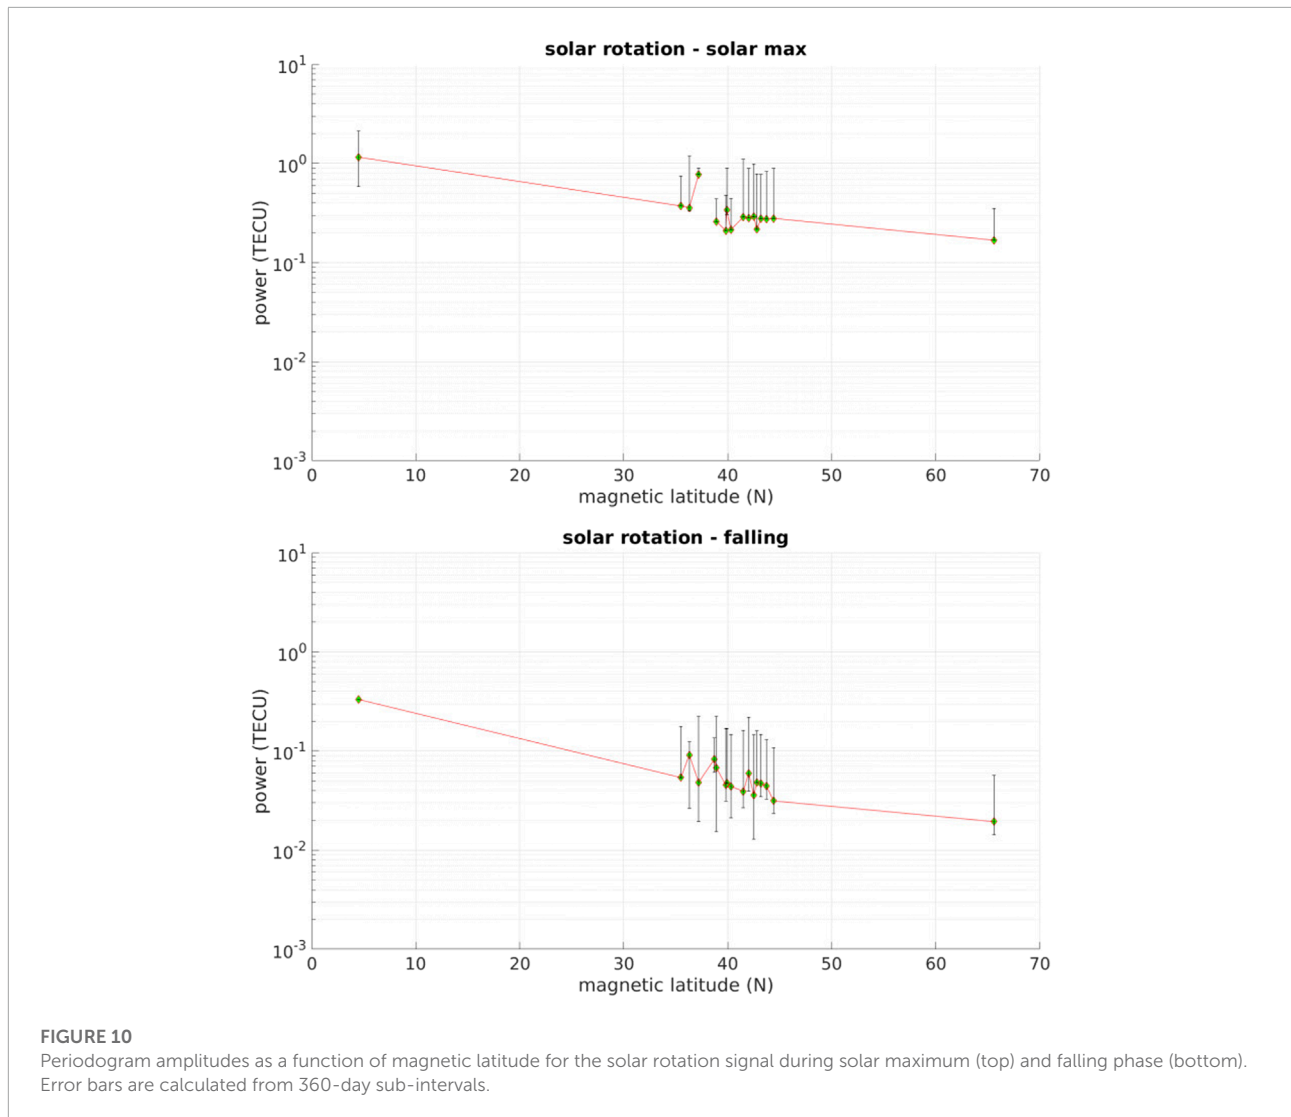 solar rotation - solar max
10^1
10^0
10^-1
10^-2
10^-3
power (TECU)
0 10 20 30 40 50 60 70
magnetic latitude (N)
solar rotation - falling
10^1
10^0
10^-1
10^-2
10^-3
power (TECU)
0 10 20 30 40 50 60 70
magnetic latitude (N)
FIGURE 10
Periodogram amplitudes as a function of magnetic latitude for the solar rotation signal during solar maximum (top) and falling phase (bottom).
Error bars are calculated from 360-day sub-intervals.